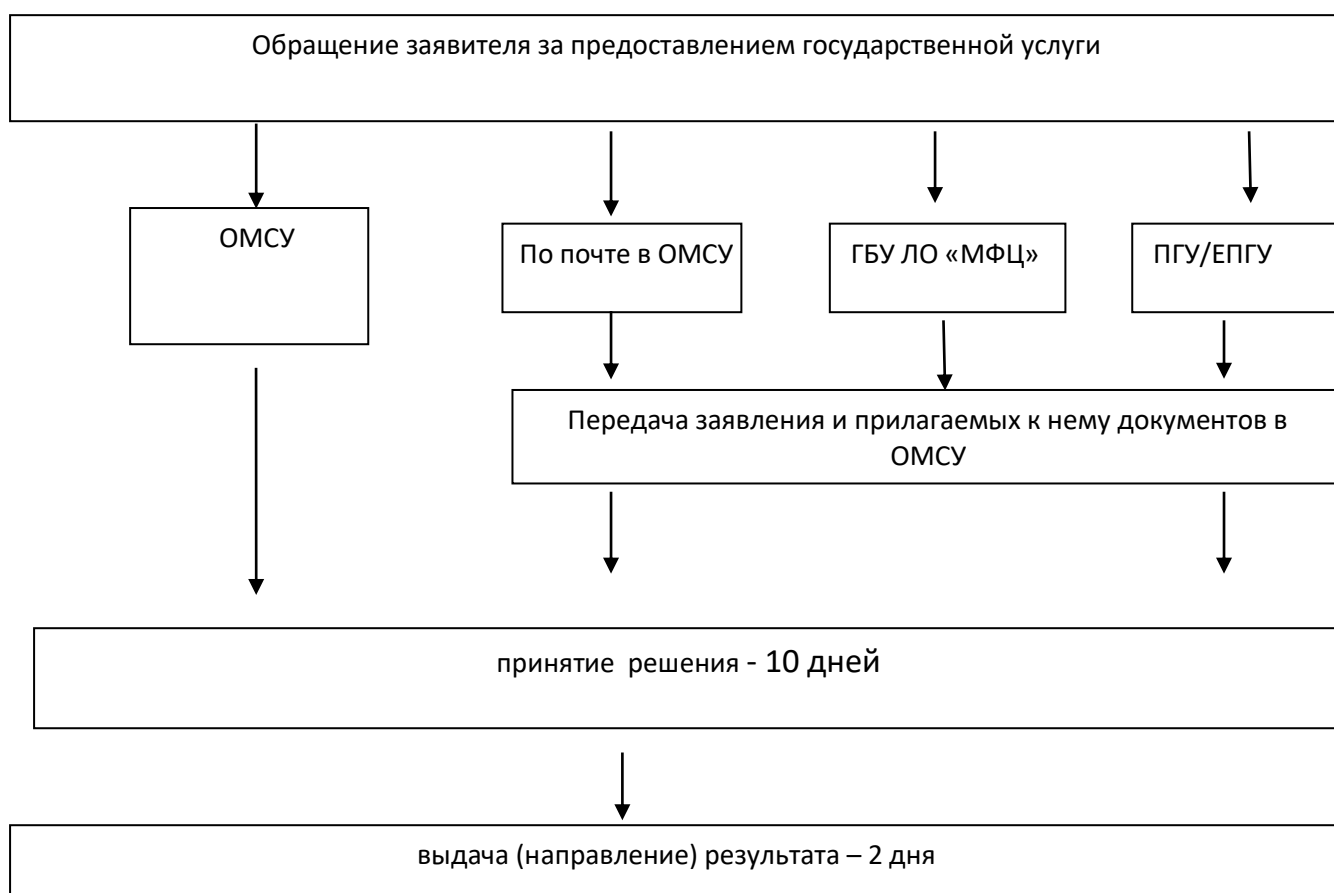 Обращение заявителя за предоставлением государственной услуги
ОМСУ
По почте в ОМСУ
ГБУ ЛО «МФЦ»
ПГУ/ЕПГУ
Передача заявления и прилагаемых к нему документов в
ОМСУ
принятие решения - 10 дней
выдача (направление) результата – 2 дня